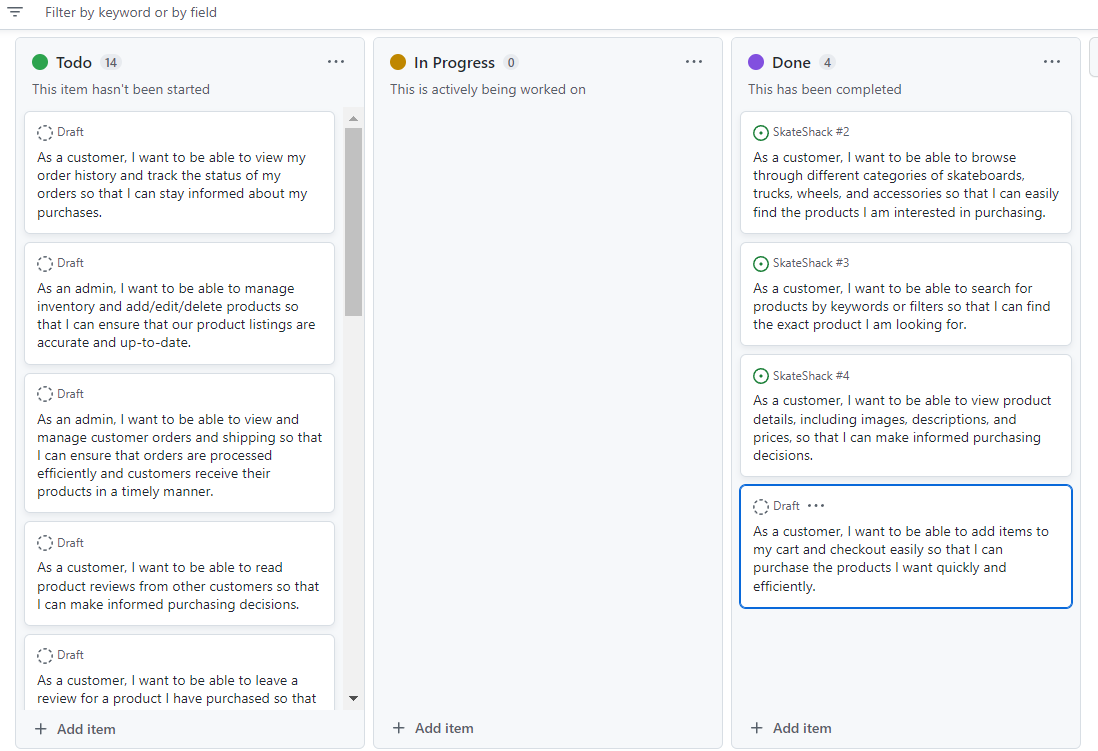 Filter by keyword or by field
Todo 14
This item hasn't been started
Draft
As a customer, I want to be able to view my
order history and track the status of my
orders so that I can stay informed about my
purchases.
Draft
As an admin, I want to be able to manage
inventory and add/edit/delete products so
that I can ensure that our product listings are
accurate and up-to-date.
Draft
As an admin, I want to be able to view and
manage customer orders and shipping so that
I can ensure that orders are processed
efficiently and customers receive their
products in a timely manner.
Draft
As a customer, I want to be able to read
product reviews from other customers so that
I can make informed purchasing decisions.
Draft
As a customer, I want to be able to leave a
review for a product I have purchased so that
+ Add item
In Progress 0
This is actively being worked on
+ Add item
Done 4
This has been completed
SkateShack #2
As a customer, I want to be able to browse
through different categories of skateboards,
trucks, wheels, and accessories so that I can easily
find the products I am interested in purchasing.
SkateShack #3
As a customer, I want to be able to search for
products by keywords or filters so that I can find
the exact product I am looking for.
SkateShack #4
As a customer, I want to be able to view product
details, including images, descriptions, and
prices, so that I can make informed purchasing
decisions.
Draft
As a customer, I want to be able to add items to
my cart and checkout easily so that I can
purchase the products I want quickly and
efficiently.
+ Add item